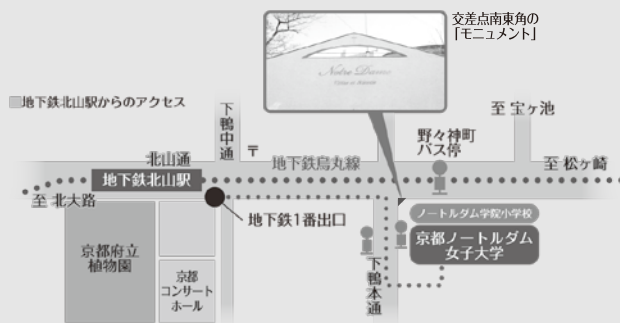 交差点南東角の
「モニュメント」
Notre Dame
地下鉄北山駅からのアクセス
下鴨中通
〒
至 宝ヶ池
野々神町
バス停
北山通
地下鉄烏丸線
至 松ヶ崎
地下鉄北山駅
至 北大路
地下鉄1番出口
ノートルダム学院小学校
京都ノートルダム
女子大学
京都府立
植物園
京都
コンサート
ホール
下鴨本通